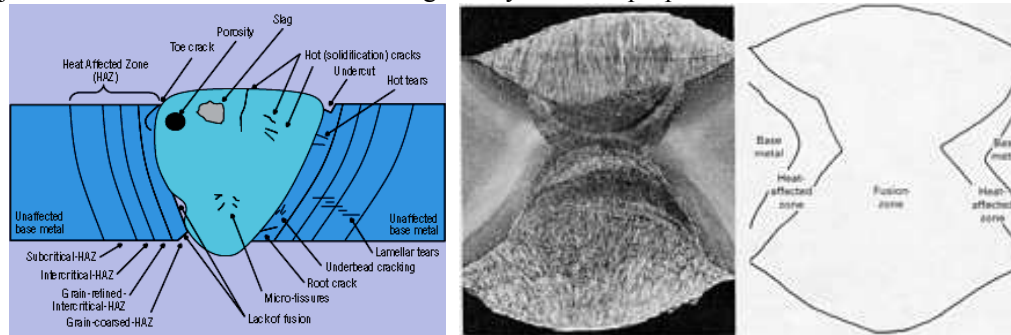 Slag
Porosity
Toe crack
Hot (solidification) cracks
Heat Affected Zone
(HAZ)
Undercut
Hot tears
Unaffected
base metal
Unaffected
base metal
Subcritical-HAZ
Lamellar tears
Intercritical-HAZ
Underbead cracking
Grain-refined-
Intercritical-HAZ
Root crack
Micro-fissures
Grain-coarsed-HAZ
Lack of fusion
Base
metal
Heat-
affected
zone
Fusion
zone
Heat-
affected
zone